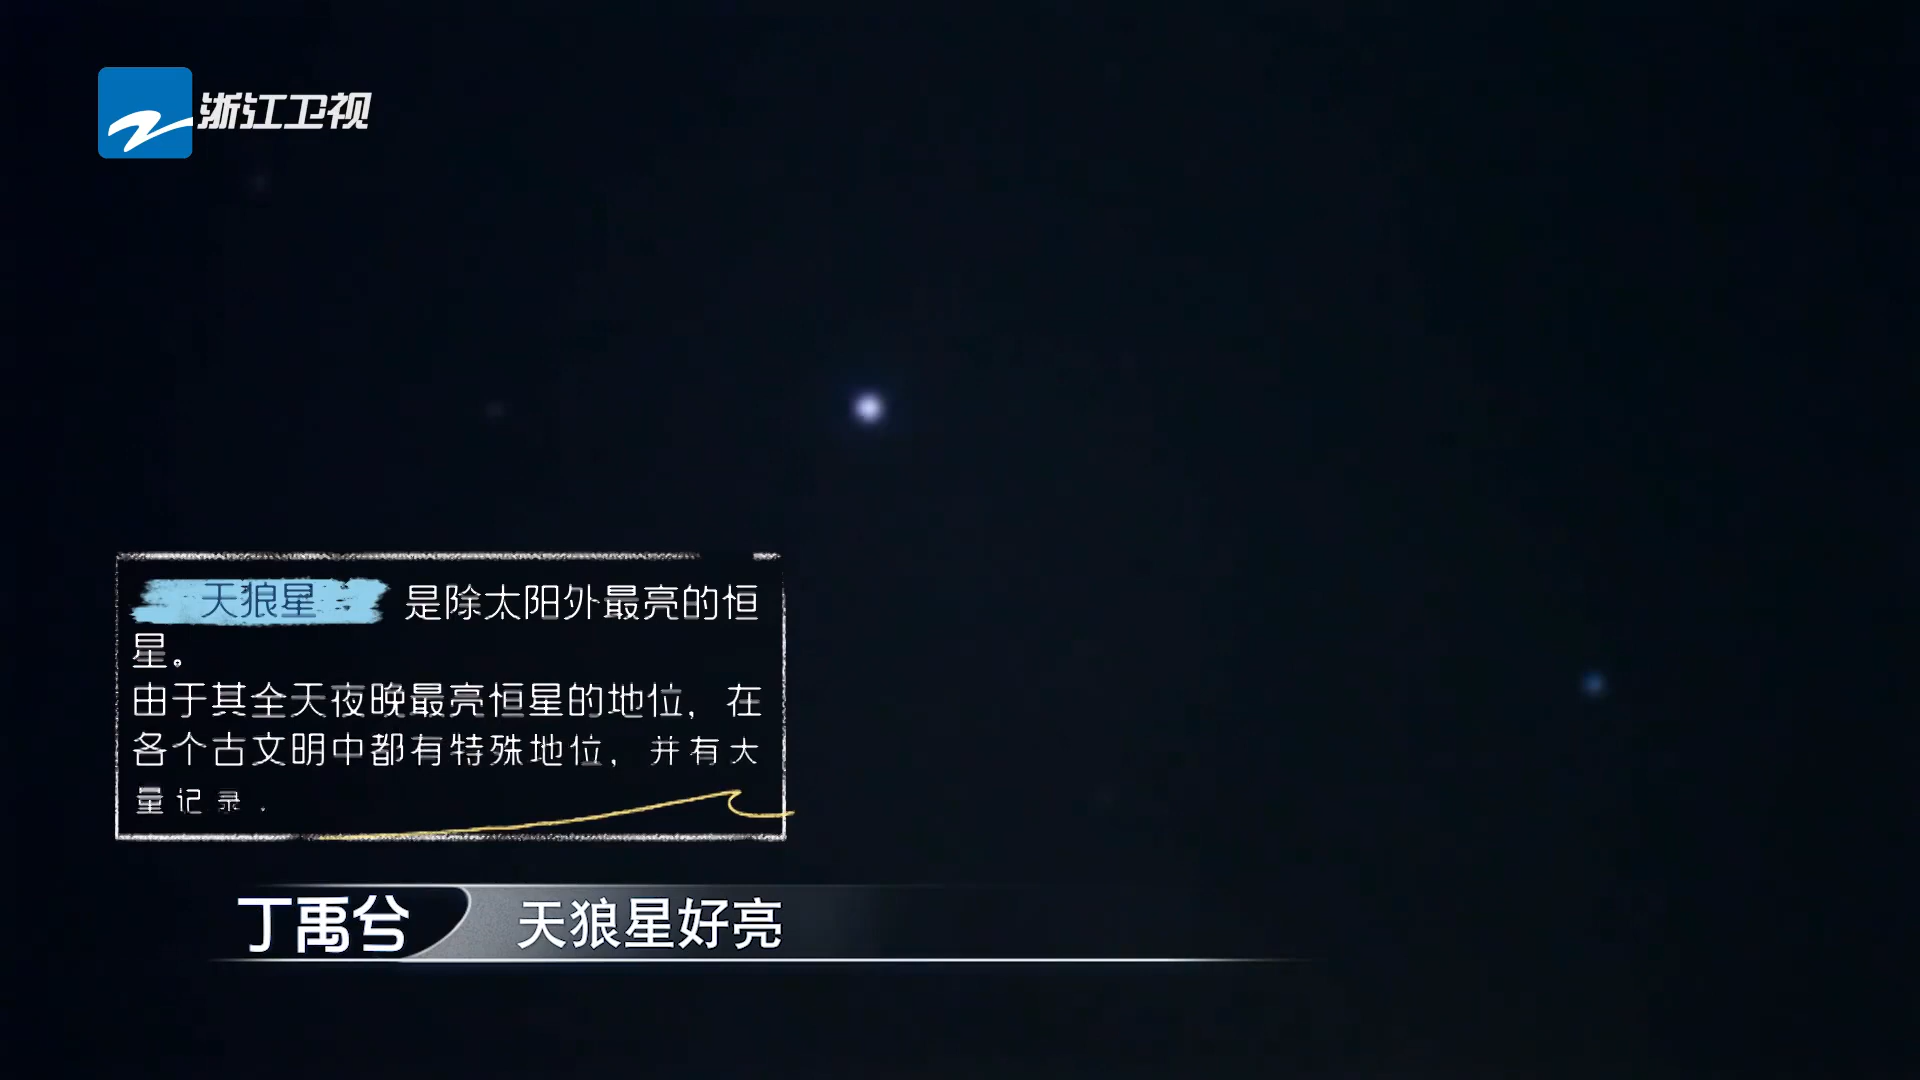 浙江卫视
天狼星 是除太阳外最亮的恒
星。
由于其全天夜晚最亮恒星的地位，在
各个古文明中都有特殊地位，并有大
量记录.
丁禹兮 天狼星好亮